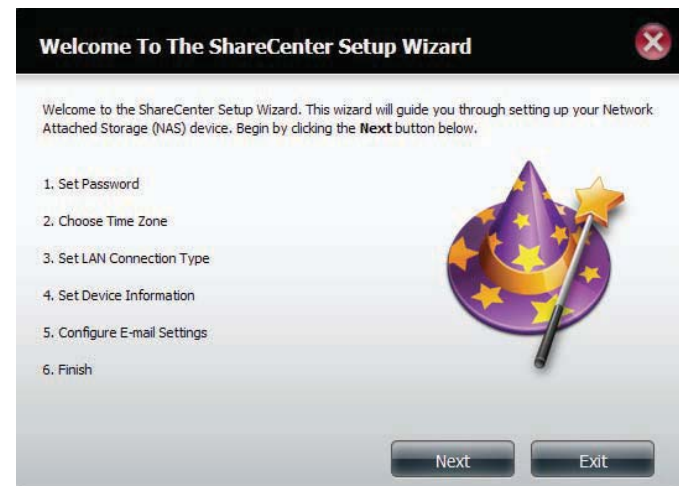 Welcome To The ShareCenter Setup Wizard
Welcome to the ShareCenter Setup Wizard. This wizard will guide you through setting up your Network
Attached Storage (NAS) device. Begin by clicking the Next button below.
1. Set Password
2. Choose Time Zone
3. Set LAN Connection Type
4. Set Device Information
5. Configure E-mail Settings
6. Finish
Next Exit